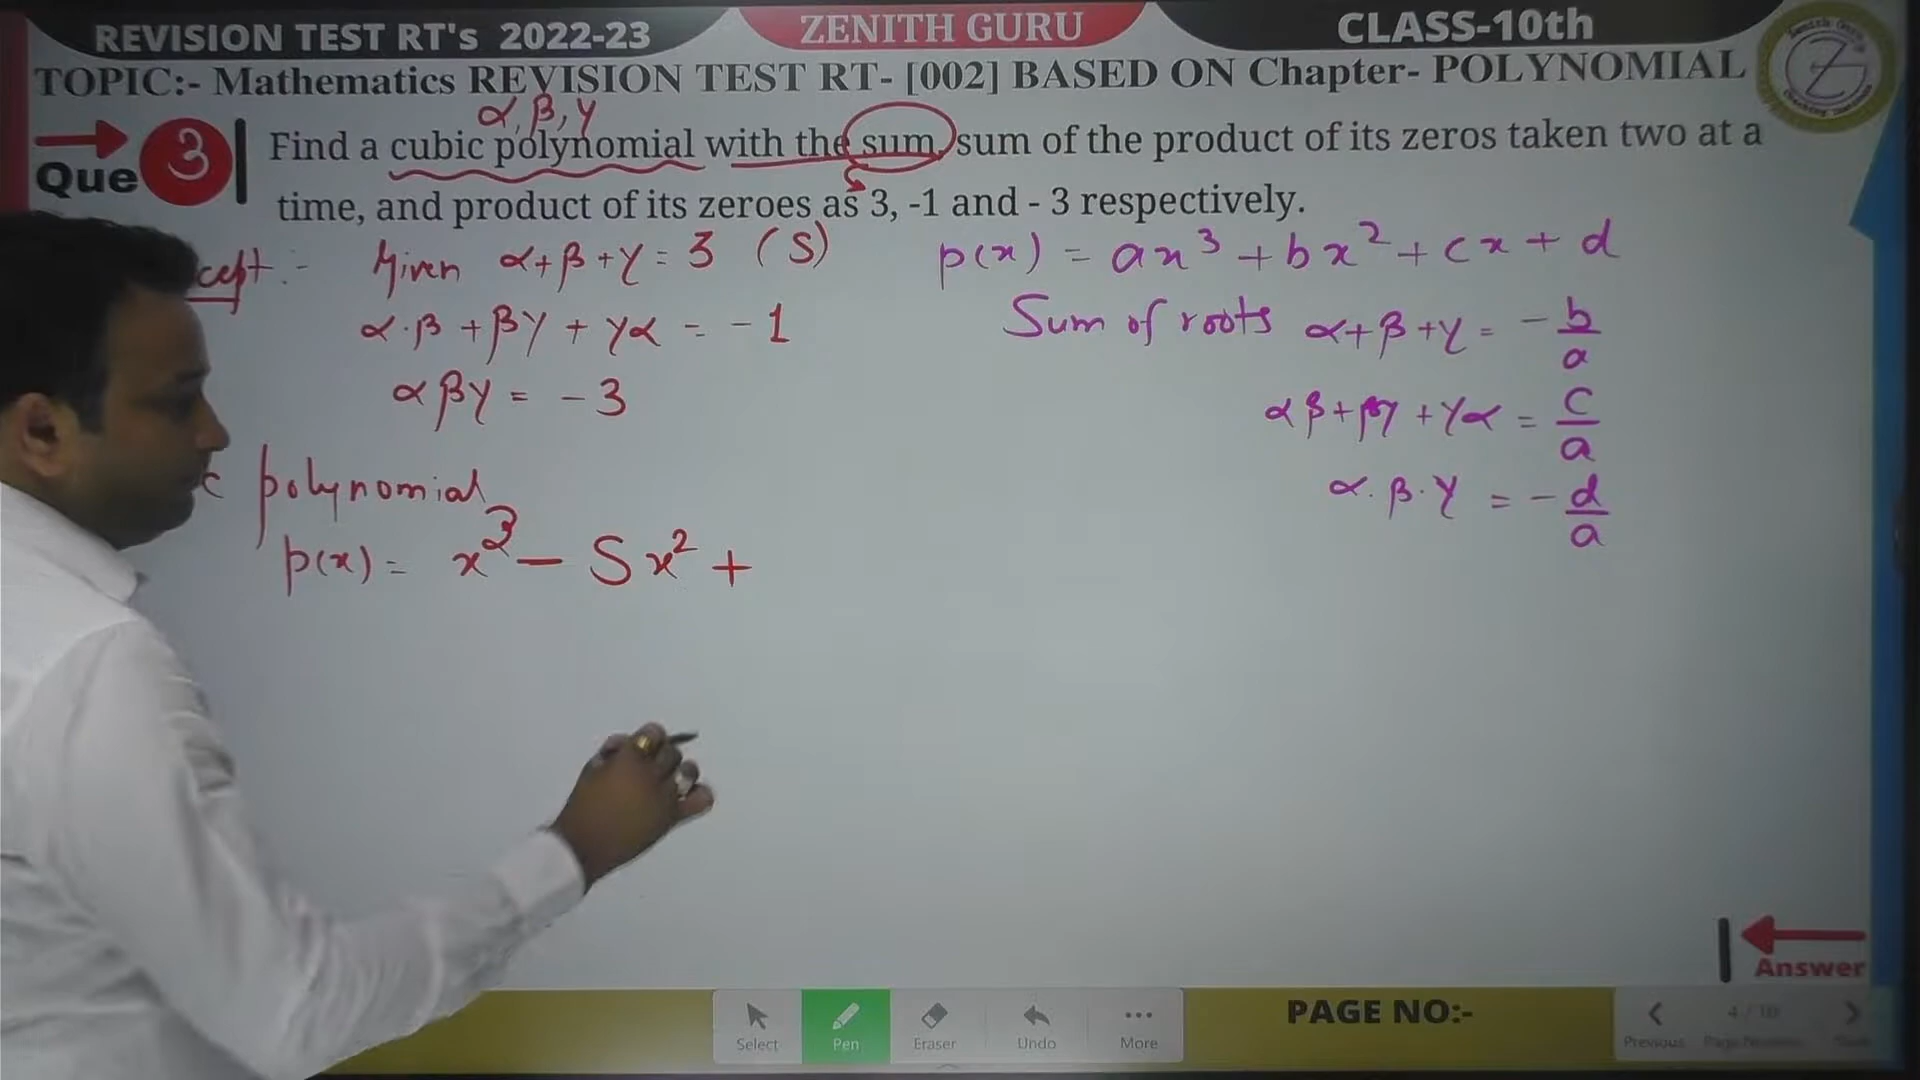 REVISION TEST RT's 2022-23
ZENITH GURU
CLASS-10th
TOPIC:- Mathematics REVISION TEST RT- [002] BASED ON Chapter- POLYNOMIAL
α, β, γ
Que 3
Find a cubic polynomial with the sum, sum of the product of its zeros taken two at a
time, and product of its zeroes as 3, -1 and - 3 respectively.
cept :- Given α+β+γ = 3 (S)
α·β + βγ + γα = -1
αβγ = -3
c polynomial
p(x) = x³ - Sx² +
p(x) = ax³ + bx² + cx + d
Sum of roots α+β+γ = -b/a
αβ+βγ+γα = c/a
α.β.γ = -d/a
Answer
Select
Pen
Eraser
Undo
More
PAGE NO:-
4 / 10
Previous